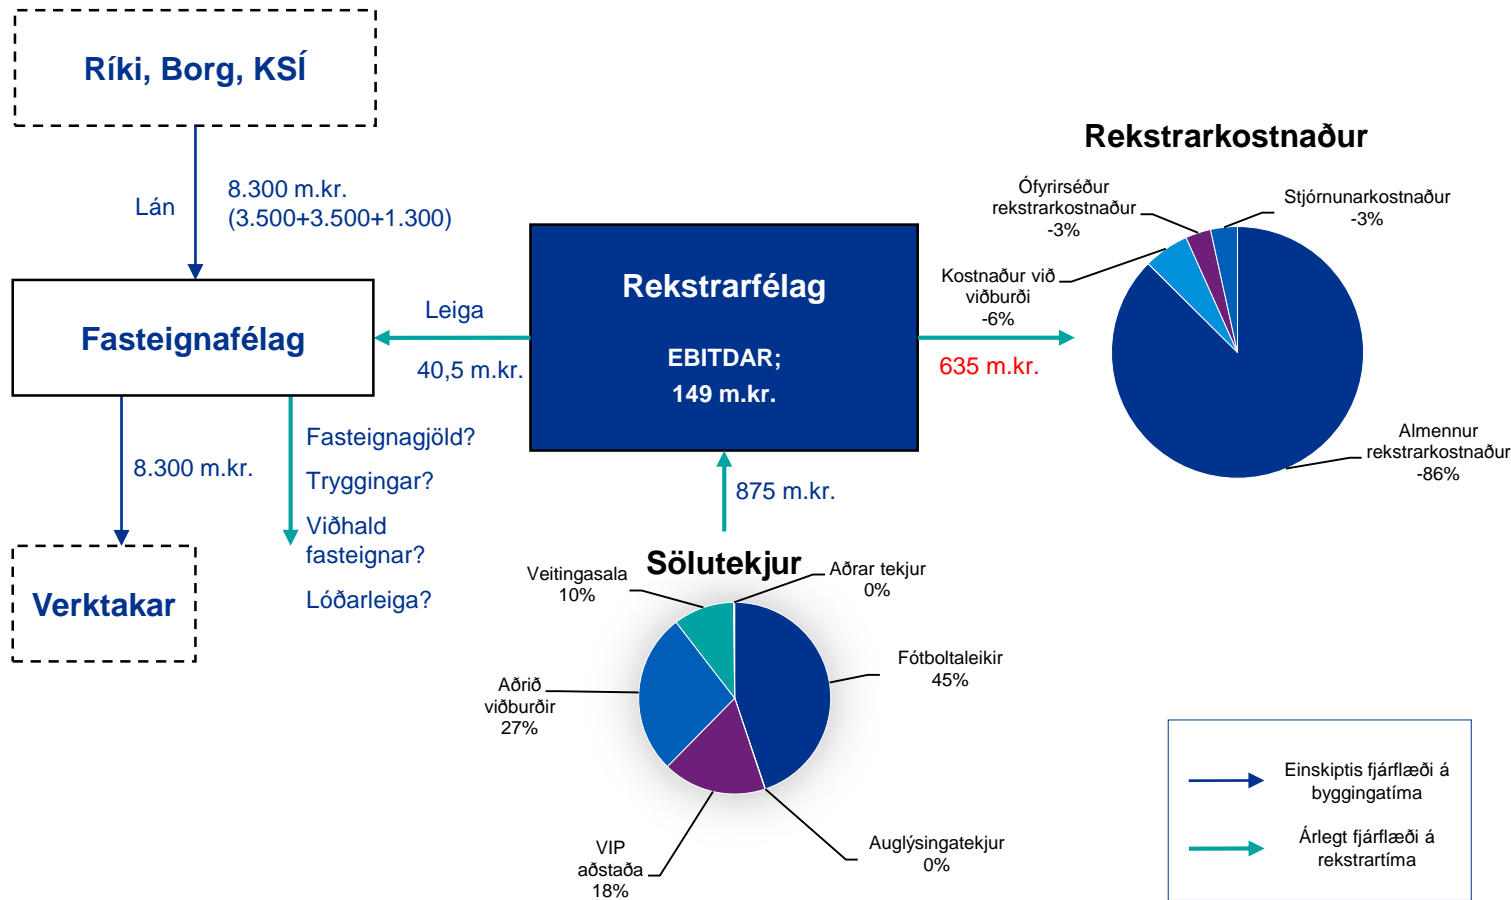 Ríki, Borg, KSÍ
Lán
8.300 m.kr.
(3.500+3.500+1.300)
Fasteignafélag
Leiga
40,5 m.kr.
8.300 m.kr.
Fasteignagjöld?
Tryggingar?
Viðhald
fasteignar?
Lóðarleiga?
Verktakar
Rekstrarfélag
EBITDAR;
149 m.kr.
635 m.kr.
875 m.kr.
Rekstrarkostnaður
Ófyrirséður
rekstrarkostnaður
-3%
Stjórnunarkostnaður
-3%
Kostnaður við
viðburði
-6%
Almennur
rekstrarkostnaður
-86%
Sölutekjur
Veitingasala
10%
Aðrar tekjur
0%
Fótboltaleikir
45%
Aðrið
viðburðir
27%
VIP
aðstaða
18%
Auglýsingatekjur
0%
Einskiptis fjárflæði á
byggingatíma
Árlegt fjárflæði á
rekstrartíma